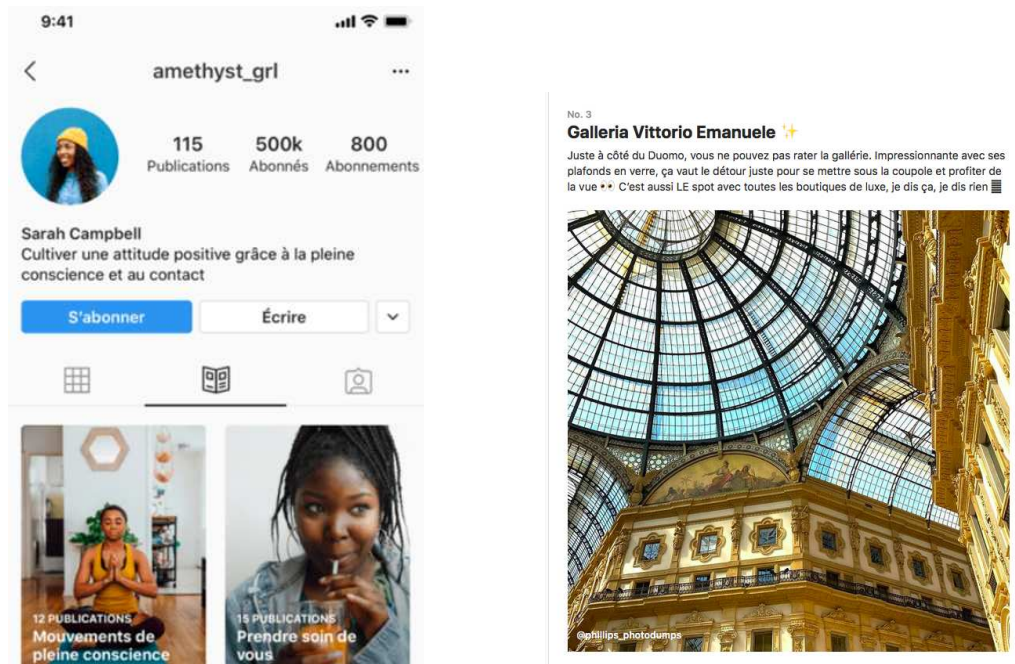 9:41
amethyst_grl
115 500k 800
Publications Abonnés Abonnements
Sarah Campbell
Cultiver une attitude positive grâce à la pleine
conscience et au contact
S'abonner Écrire
12 PUBLICATIONS
Mouvements de
pleine conscience
15 PUBLICATIONS
Prendre soin de
vous
No. 3
Galleria Vittorio Emanuele ✨
Juste à côté du Duomo, vous ne pouvez pas rater la gallérie. Impressionnante avec ses
plafonds en verre, ça vaut le détour juste pour se mettre sous la coupole et profiter de
la vue 👀 C'est aussi LE spot avec toutes les boutiques de luxe, je dis ça, je dis rien
@phillips_photodumps